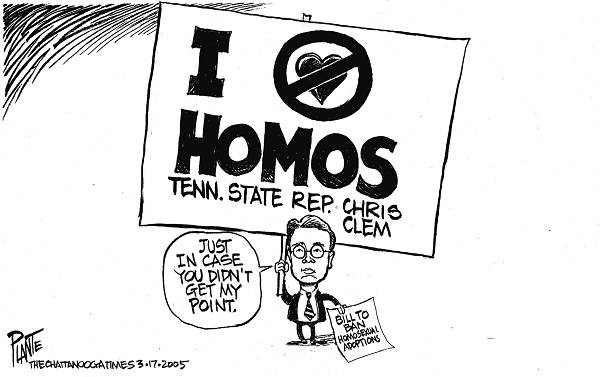 I
HOMOS
TENN. STATE REP. CHRIS
CLEM
JUST
IN CASE
YOU DIDN'T
GET MY
POINT.
BILL TO
BAN
HOMOSEXUAL
ADOPTIONS
PLANTE
THE CHATTANOOGA TIMES 3.17.2005